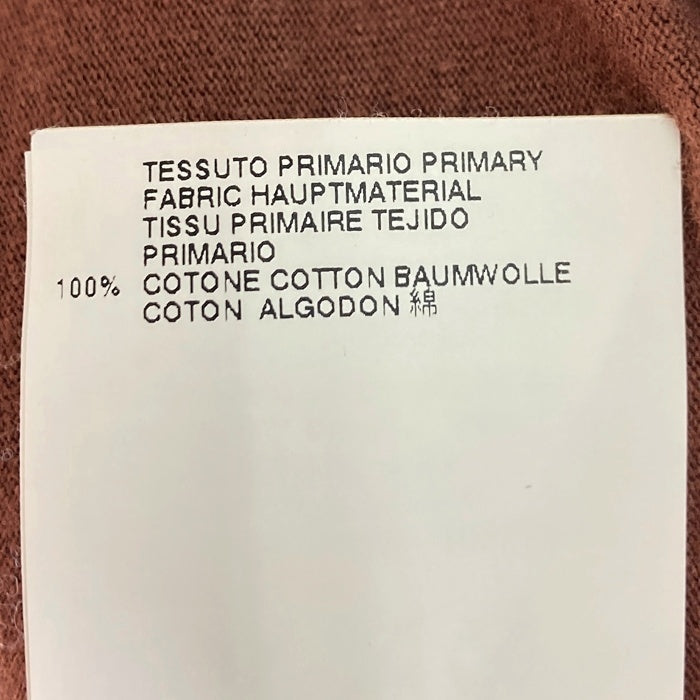 TESSUTO PRIMARIO PRIMARY
FABRIC HAUPTMATERIAL
TISSU PRIMAIRE TEJIDO
PRIMARIO
100% COTONE COTTON BAUMWOLLE
COTON ALGODON 綿